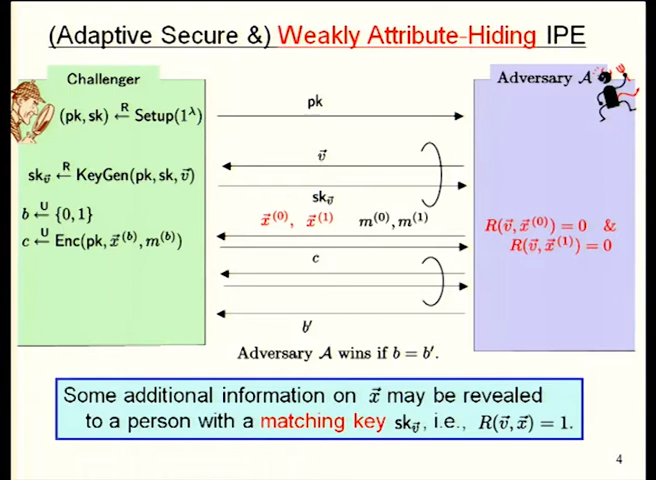 (Adaptive Secure &) Weakly Attribute-Hiding IPE
Challenger
Adversary 𝒜
(pk, sk) ←R Setup(1^λ)
pk
v⃗
sk_v⃗ ←R KeyGen(pk, sk, v⃗)
sk_v⃗
b ←U {0, 1}
x⃗^(0), x⃗^(1) m^(0), m^(1)
R(v⃗, x⃗^(0)) = 0 &
c ←U Enc(pk, x⃗^(b), m^(b))
R(v⃗, x⃗^(1)) = 0
c
b′
Adversary 𝒜 wins if b = b′.
Some additional information on x⃗ may be revealed
to a person with a matching key sk_v⃗, i.e., R(v⃗, x⃗) = 1.
4